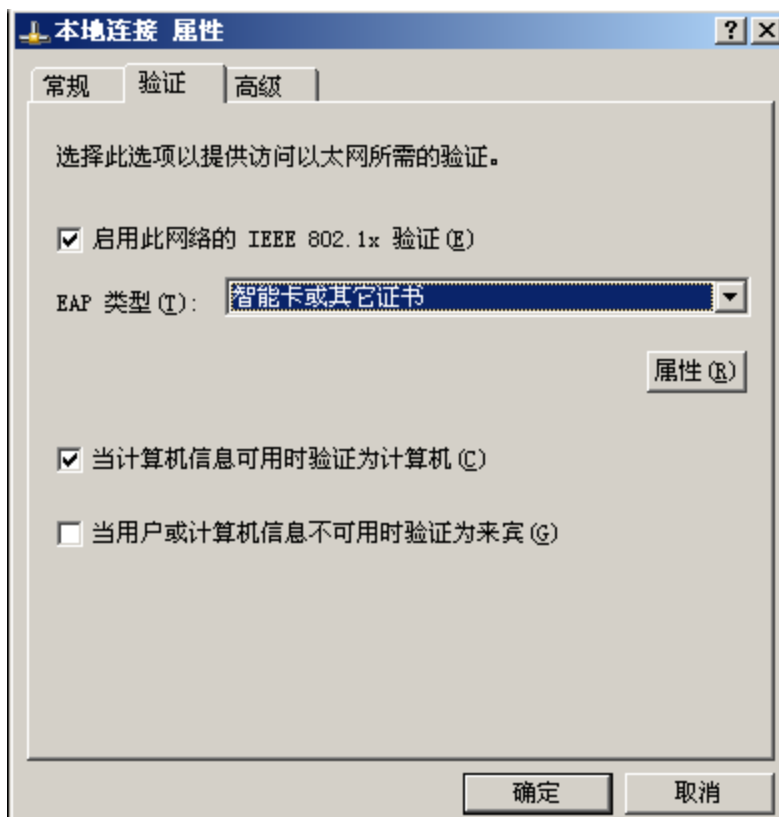 本地连接 属性
常规 验证 高级
选择此选项以提供访问以太网所需的验证。
启用此网络的 IEEE 802.1x 验证(E)
EAP 类型(T): 智能卡或其它证书
属性(R)
当计算机信息可用时验证为计算机(C)
当用户或计算机信息不可用时验证为来宾(G)
确定 取消